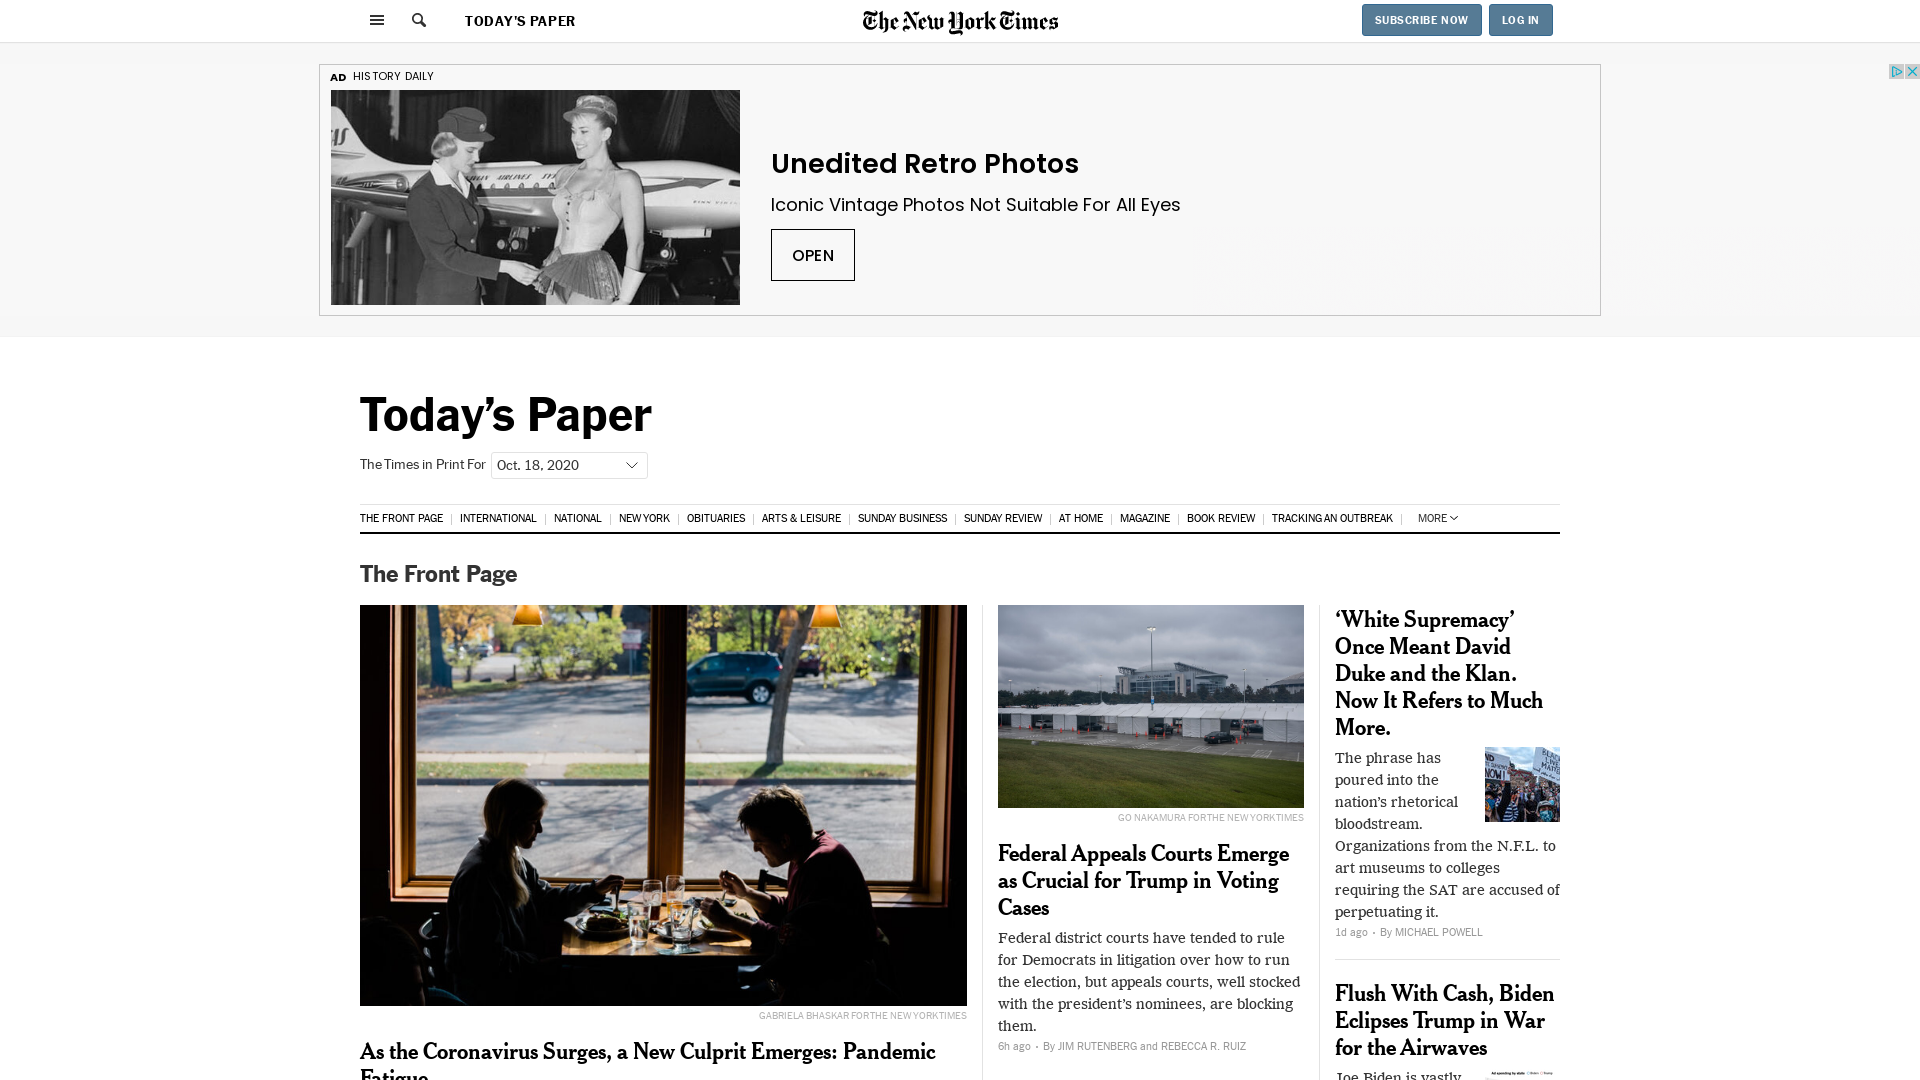 TODAY'S PAPER
The New York Times
SUBSCRIBE NOW
LOG IN
AD HISTORY DAILY
Unedited Retro Photos
Iconic Vintage Photos Not Suitable For All Eyes
OPEN
Today’s Paper
The Times in Print For Oct. 18, 2020
THE FRONT PAGE
INTERNATIONAL
NATIONAL
NEW YORK
OBITUARIES
ARTS & LEISURE
SUNDAY BUSINESS
SUNDAY REVIEW
AT HOME
MAGAZINE
BOOK REVIEW
TRACKING AN OUTBREAK
MORE
The Front Page
GABRIELA BHASKAR FOR THE NEW YORK TIMES
As the Coronavirus Surges, a New Culprit Emerges: Pandemic
Fatigue
GO NAKAMURA FOR THE NEW YORK TIMES
Federal Appeals Courts Emerge
as Crucial for Trump in Voting
Cases
Federal district courts have tended to rule
for Democrats in litigation over how to run
the election, but appeals courts, well stocked
with the president’s nominees, are blocking
them.
6h ago · By JIM RUTENBERG and REBECCA R. RUIZ
‘White Supremacy’
Once Meant David
Duke and the Klan.
Now It Refers to Much
More.
The phrase has
poured into the
nation’s rhetorical
bloodstream.
Organizations from the N.F.L. to
art museums to colleges
requiring the SAT are accused of
perpetuating it.
1d ago · By MICHAEL POWELL
Flush With Cash, Biden
Eclipses Trump in War
for the Airwaves
Joe Biden is vastly